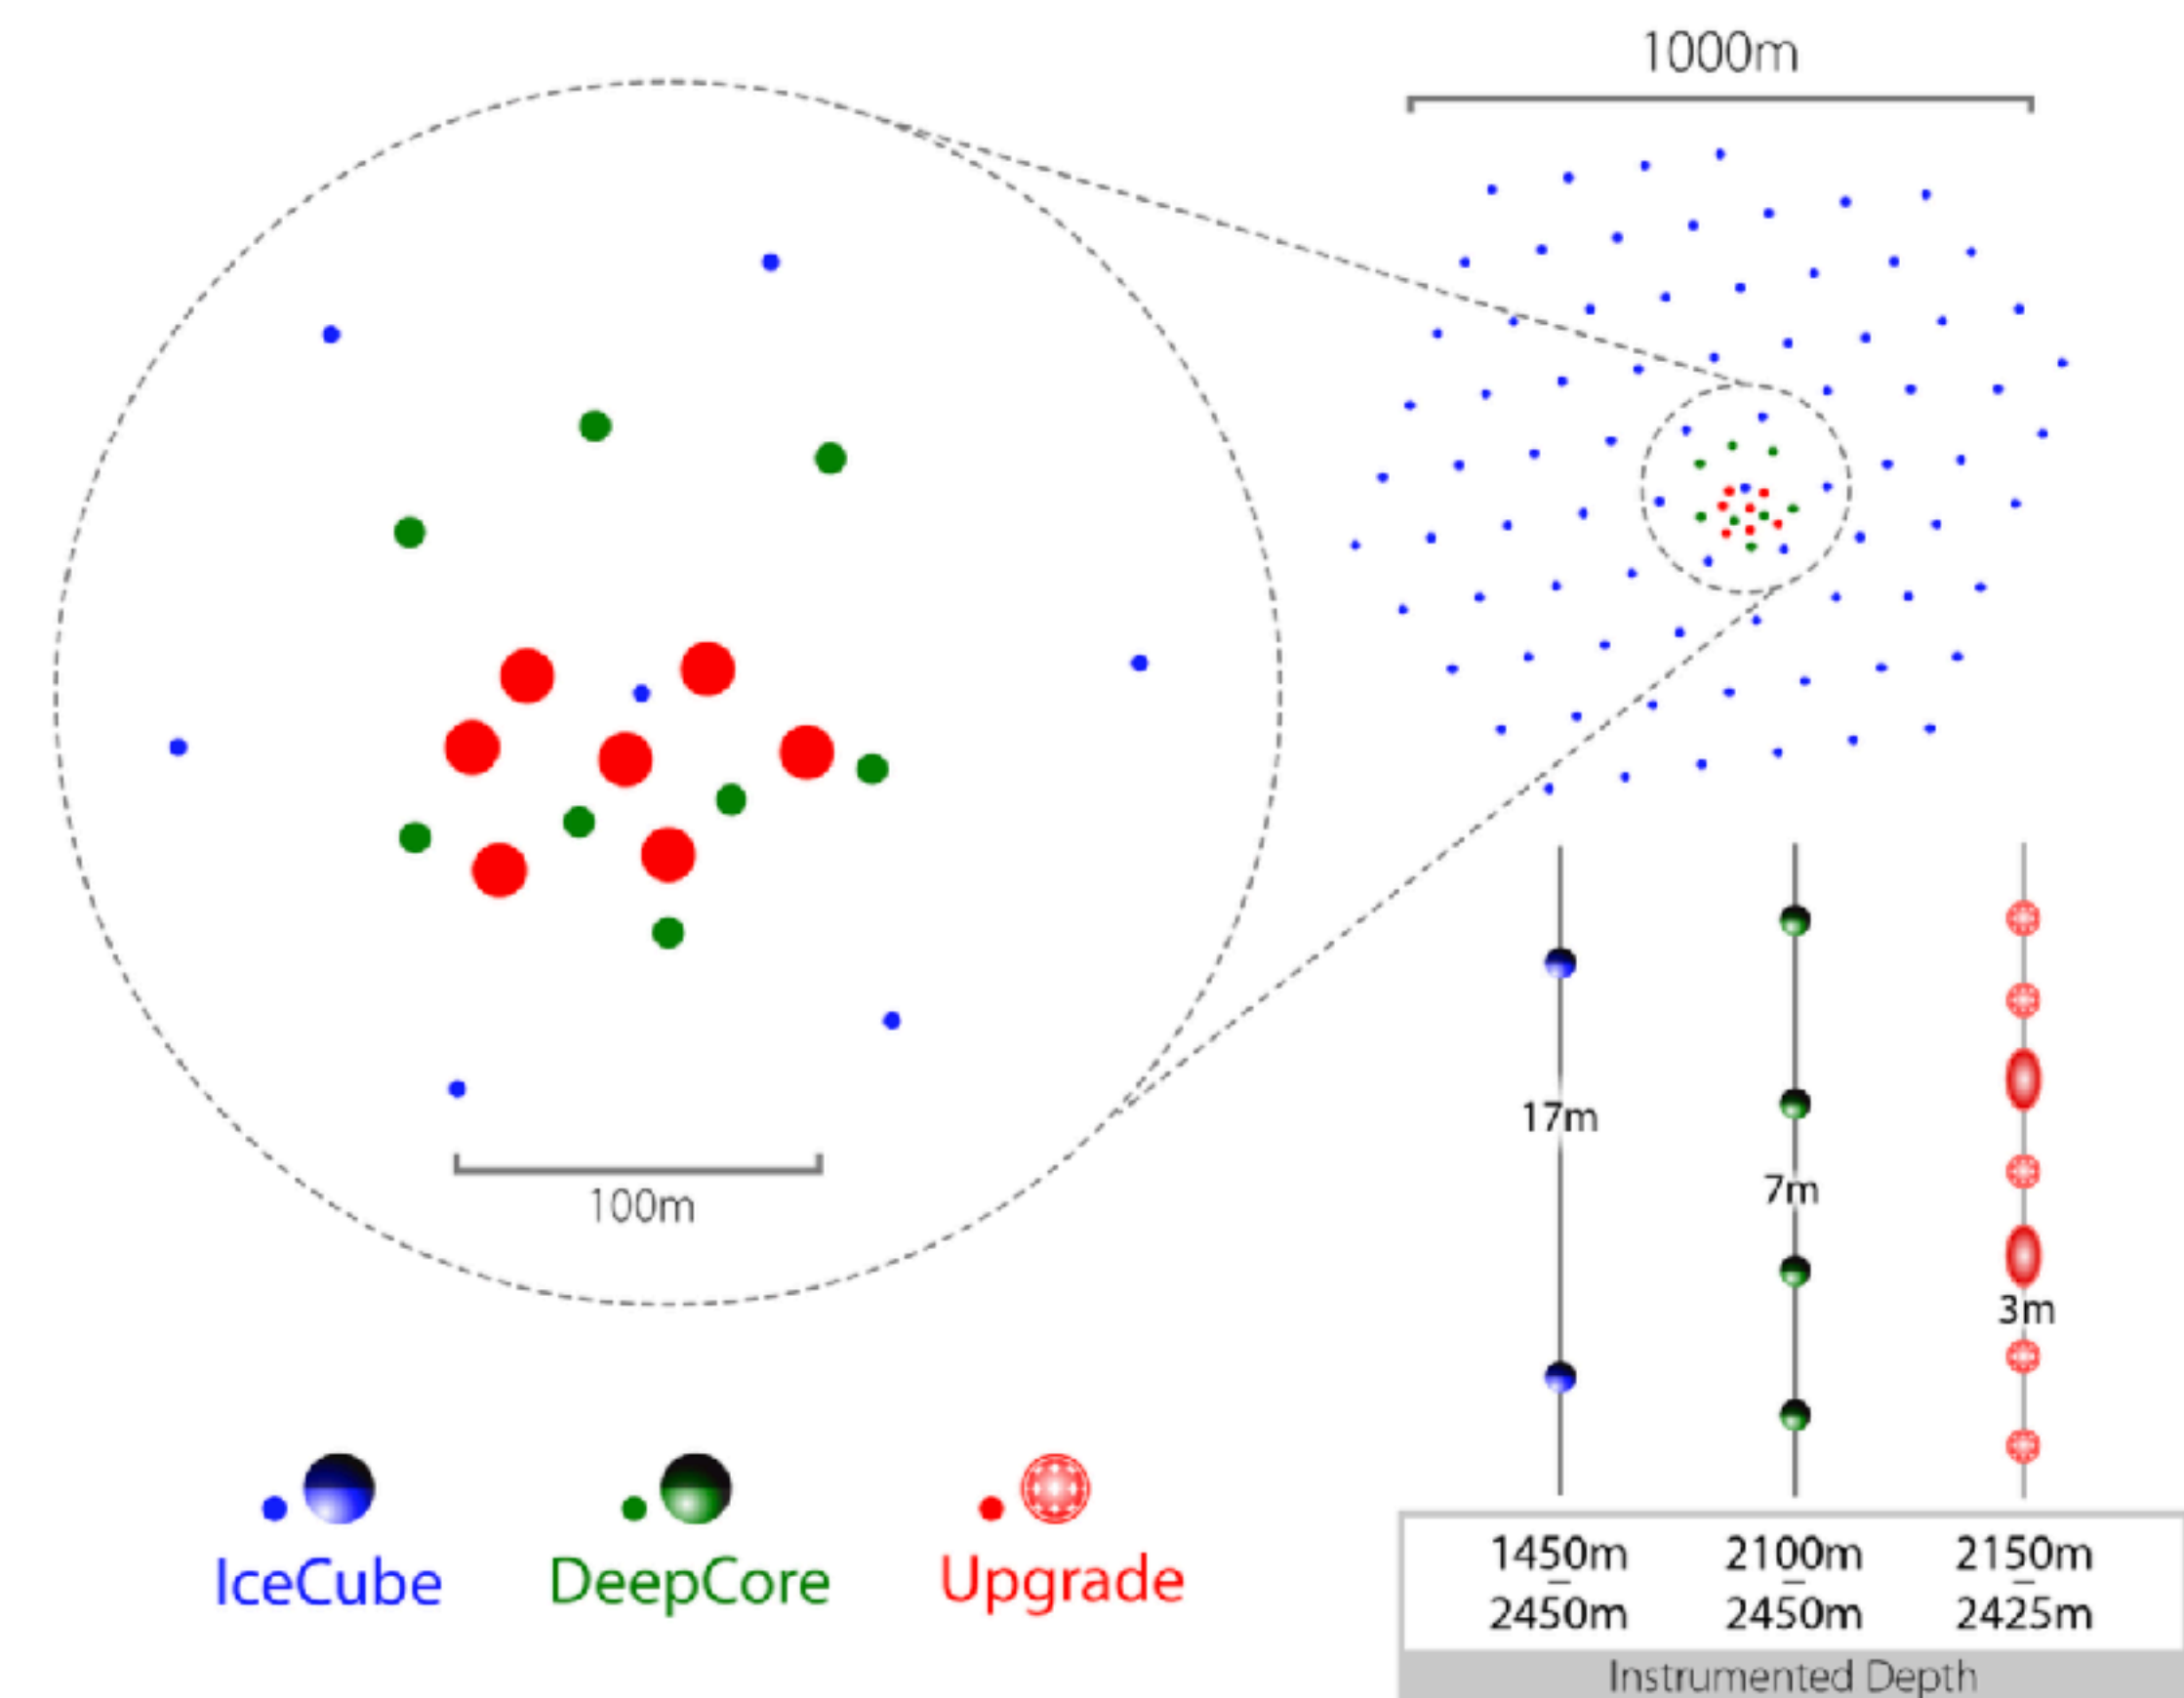 1000m
100m
17m
7m
3m
IceCube
DeepCore
Upgrade
1450m
–
2450m
2100m
–
2450m
2150m
–
2425m
Instrumented Depth